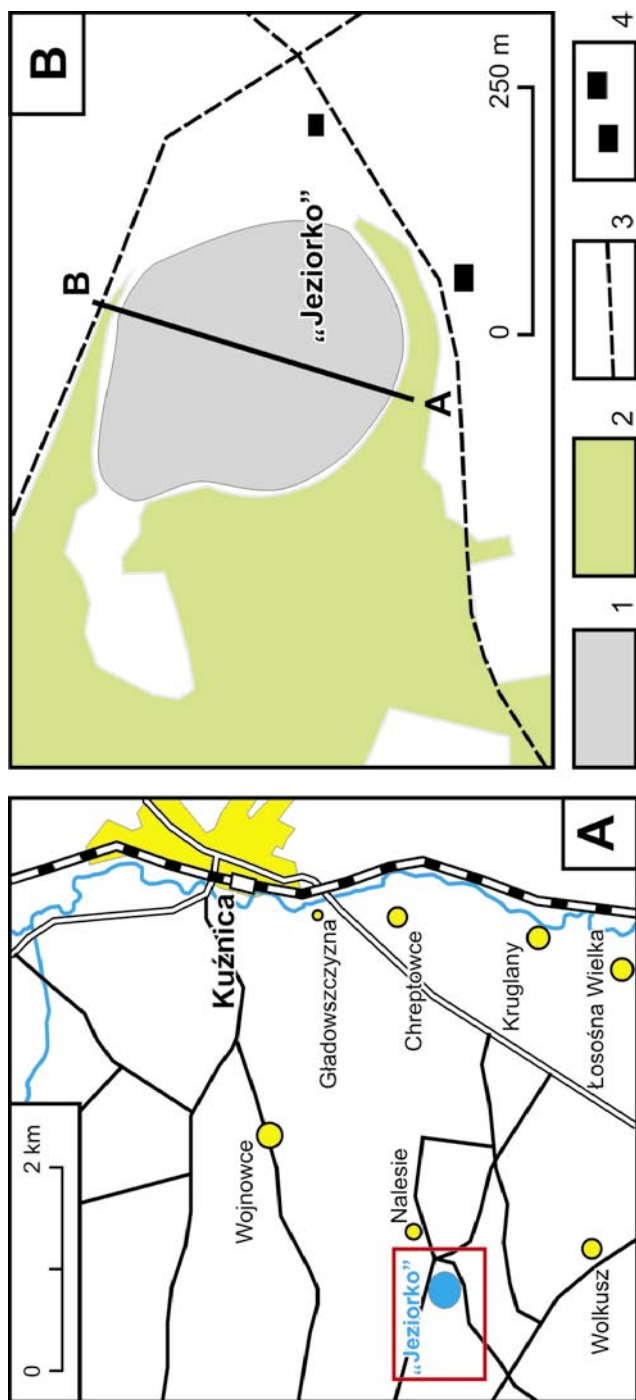 0 1 2 km
Kuźnica
Wojnowce
Gładowszczyzna
Chreptowce
Nalesie
„Jeziorko”
Kruglany
Wolkusz
Łosośna Wielka
A
B
B
„Jeziorko”
A
0 250 m
1 2 3 4